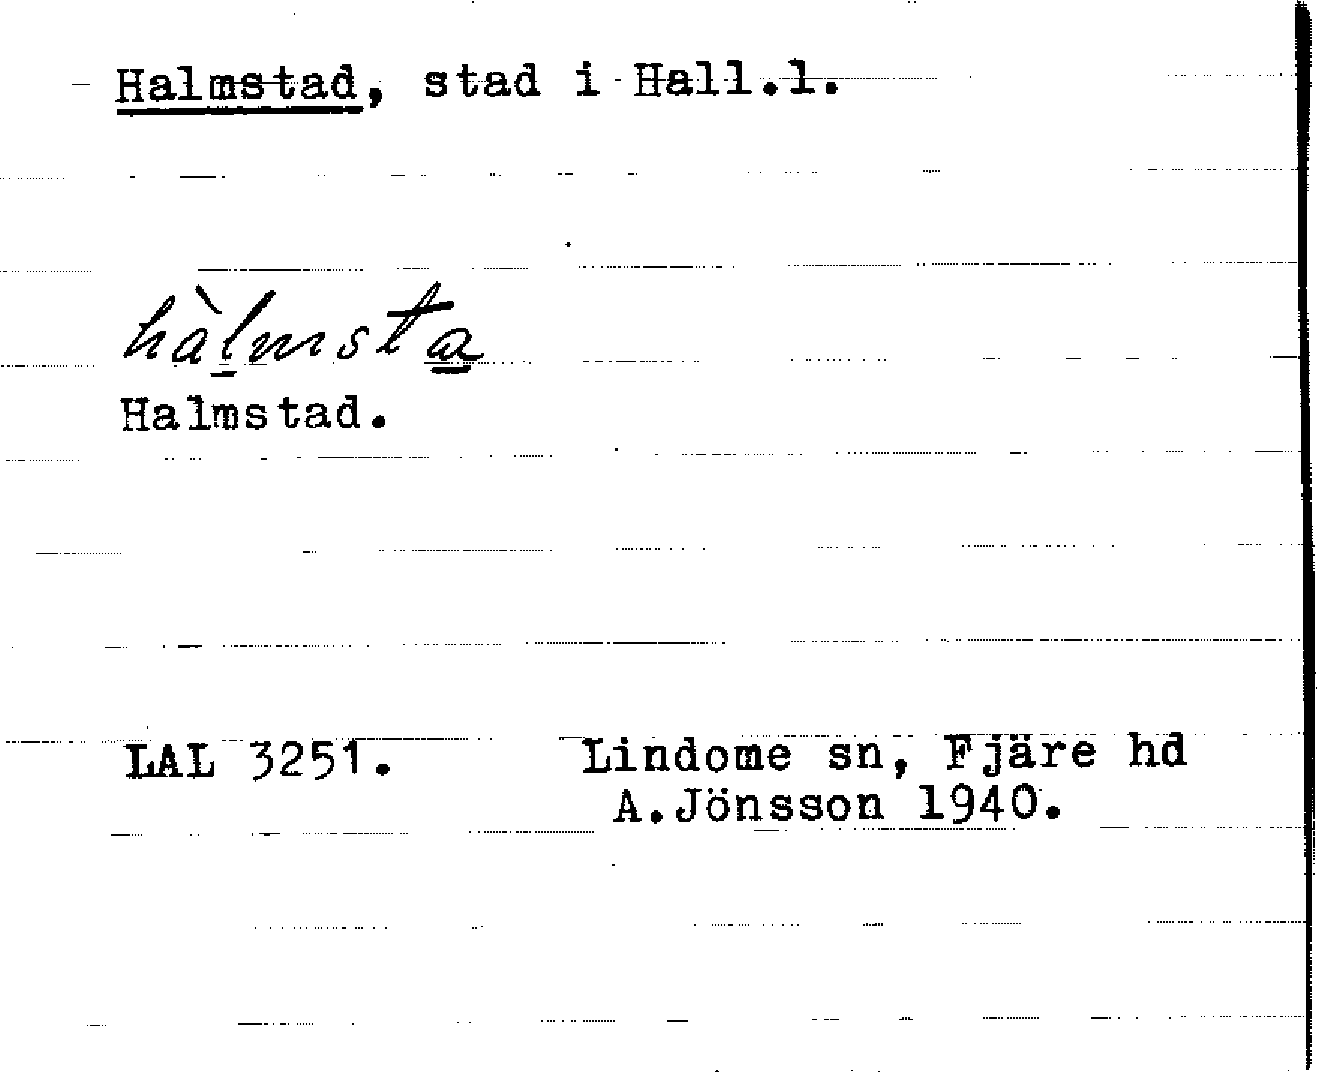 Halmstad, stad i Hall.l.
hàlmsta
Halmstad.
LAL 3251. Lindome sn, Fjäre hd
A.Jönsson 1940.